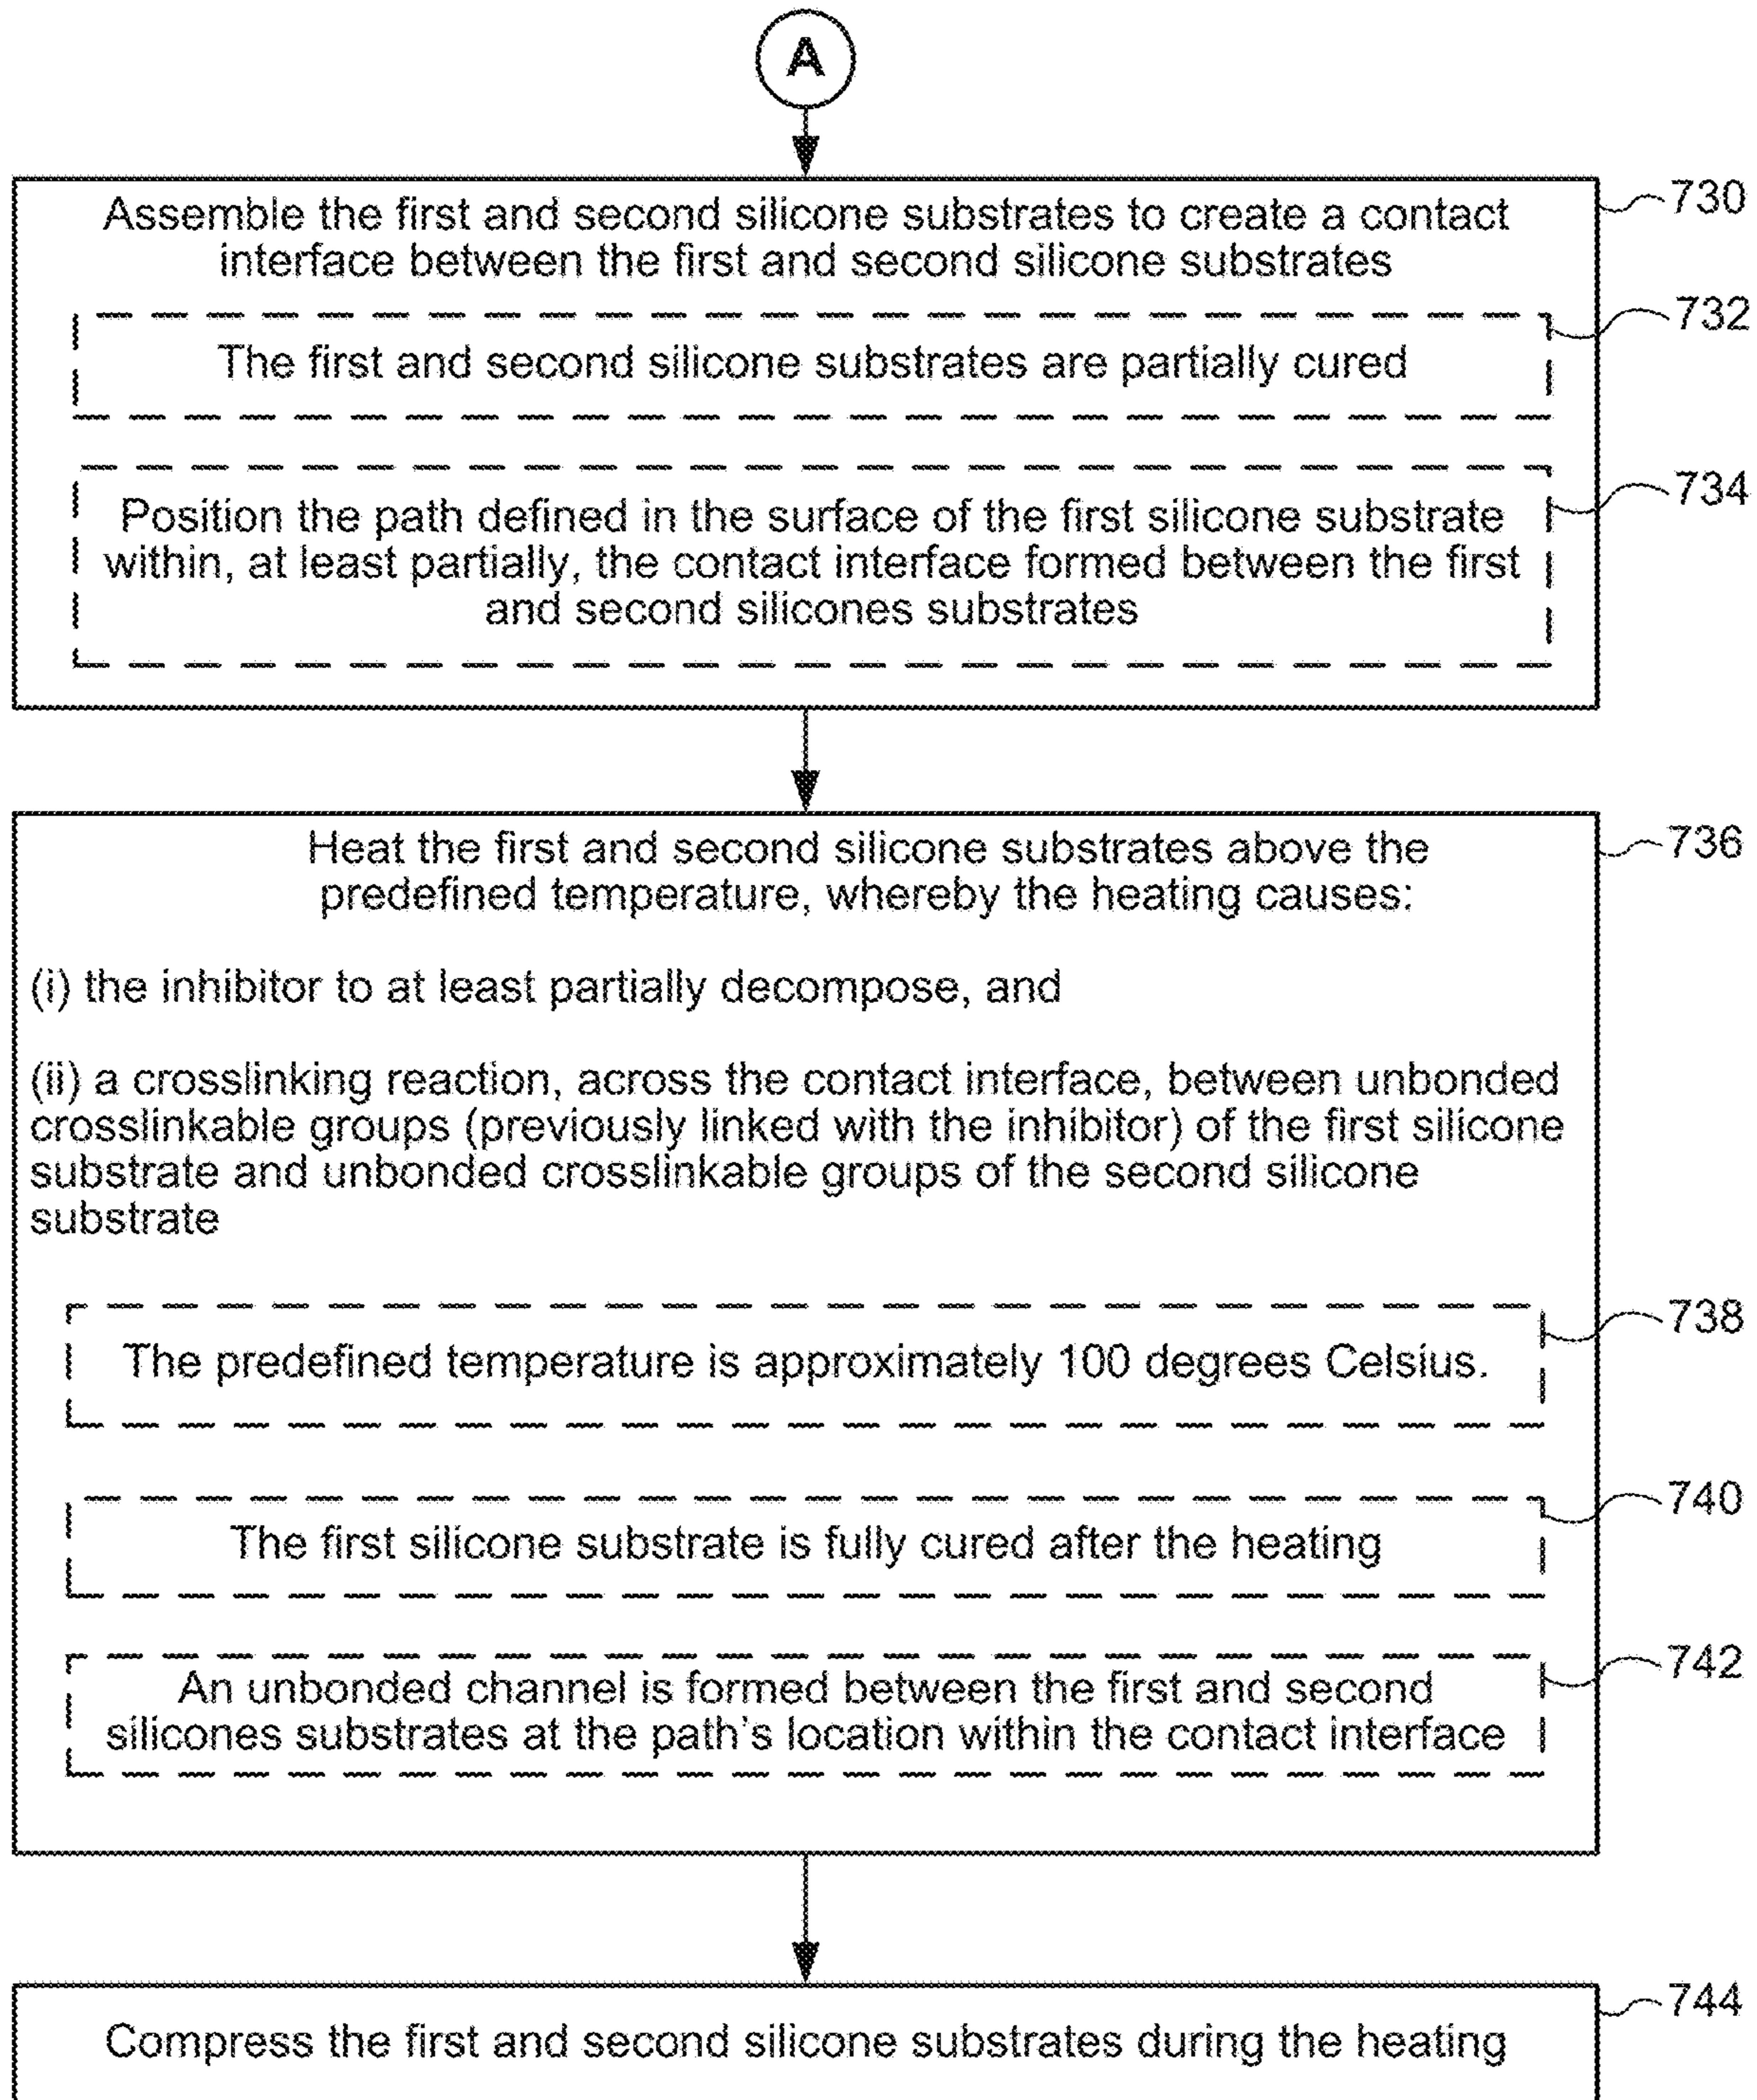 A
730
Assemble the first and second silicone substrates to create a contact
interface between the first and second silicone substrates
732
The first and second silicone substrates are partially cured
734
Position the path defined in the surface of the first silicone substrate
within, at least partially, the contact interface formed between the first
and second silicones substrates
736
Heat the first and second silicone substrates above the
predefined temperature, whereby the heating causes:
(i) the inhibitor to at least partially decompose, and
(ii) a crosslinking reaction, across the contact interface, between unbonded
crosslinkable groups (previously linked with the inhibitor) of the first silicone
substrate and unbonded crosslinkable groups of the second silicone
substrate
738
The predefined temperature is approximately 100 degrees Celsius.
740
The first silicone substrate is fully cured after the heating
742
An unbonded channel is formed between the first and second
silicones substrates at the path's location within the contact interface
744
Compress the first and second silicone substrates during the heating